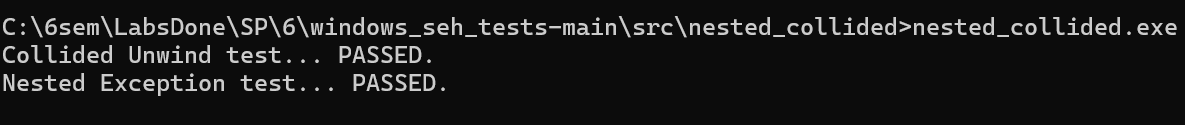 C:\6sem\LabsDone\SP\6\windows_seh_tests-main\src\nested_collided>nested_collided.exe
Collided Unwind test... PASSED.
Nested Exception test... PASSED.